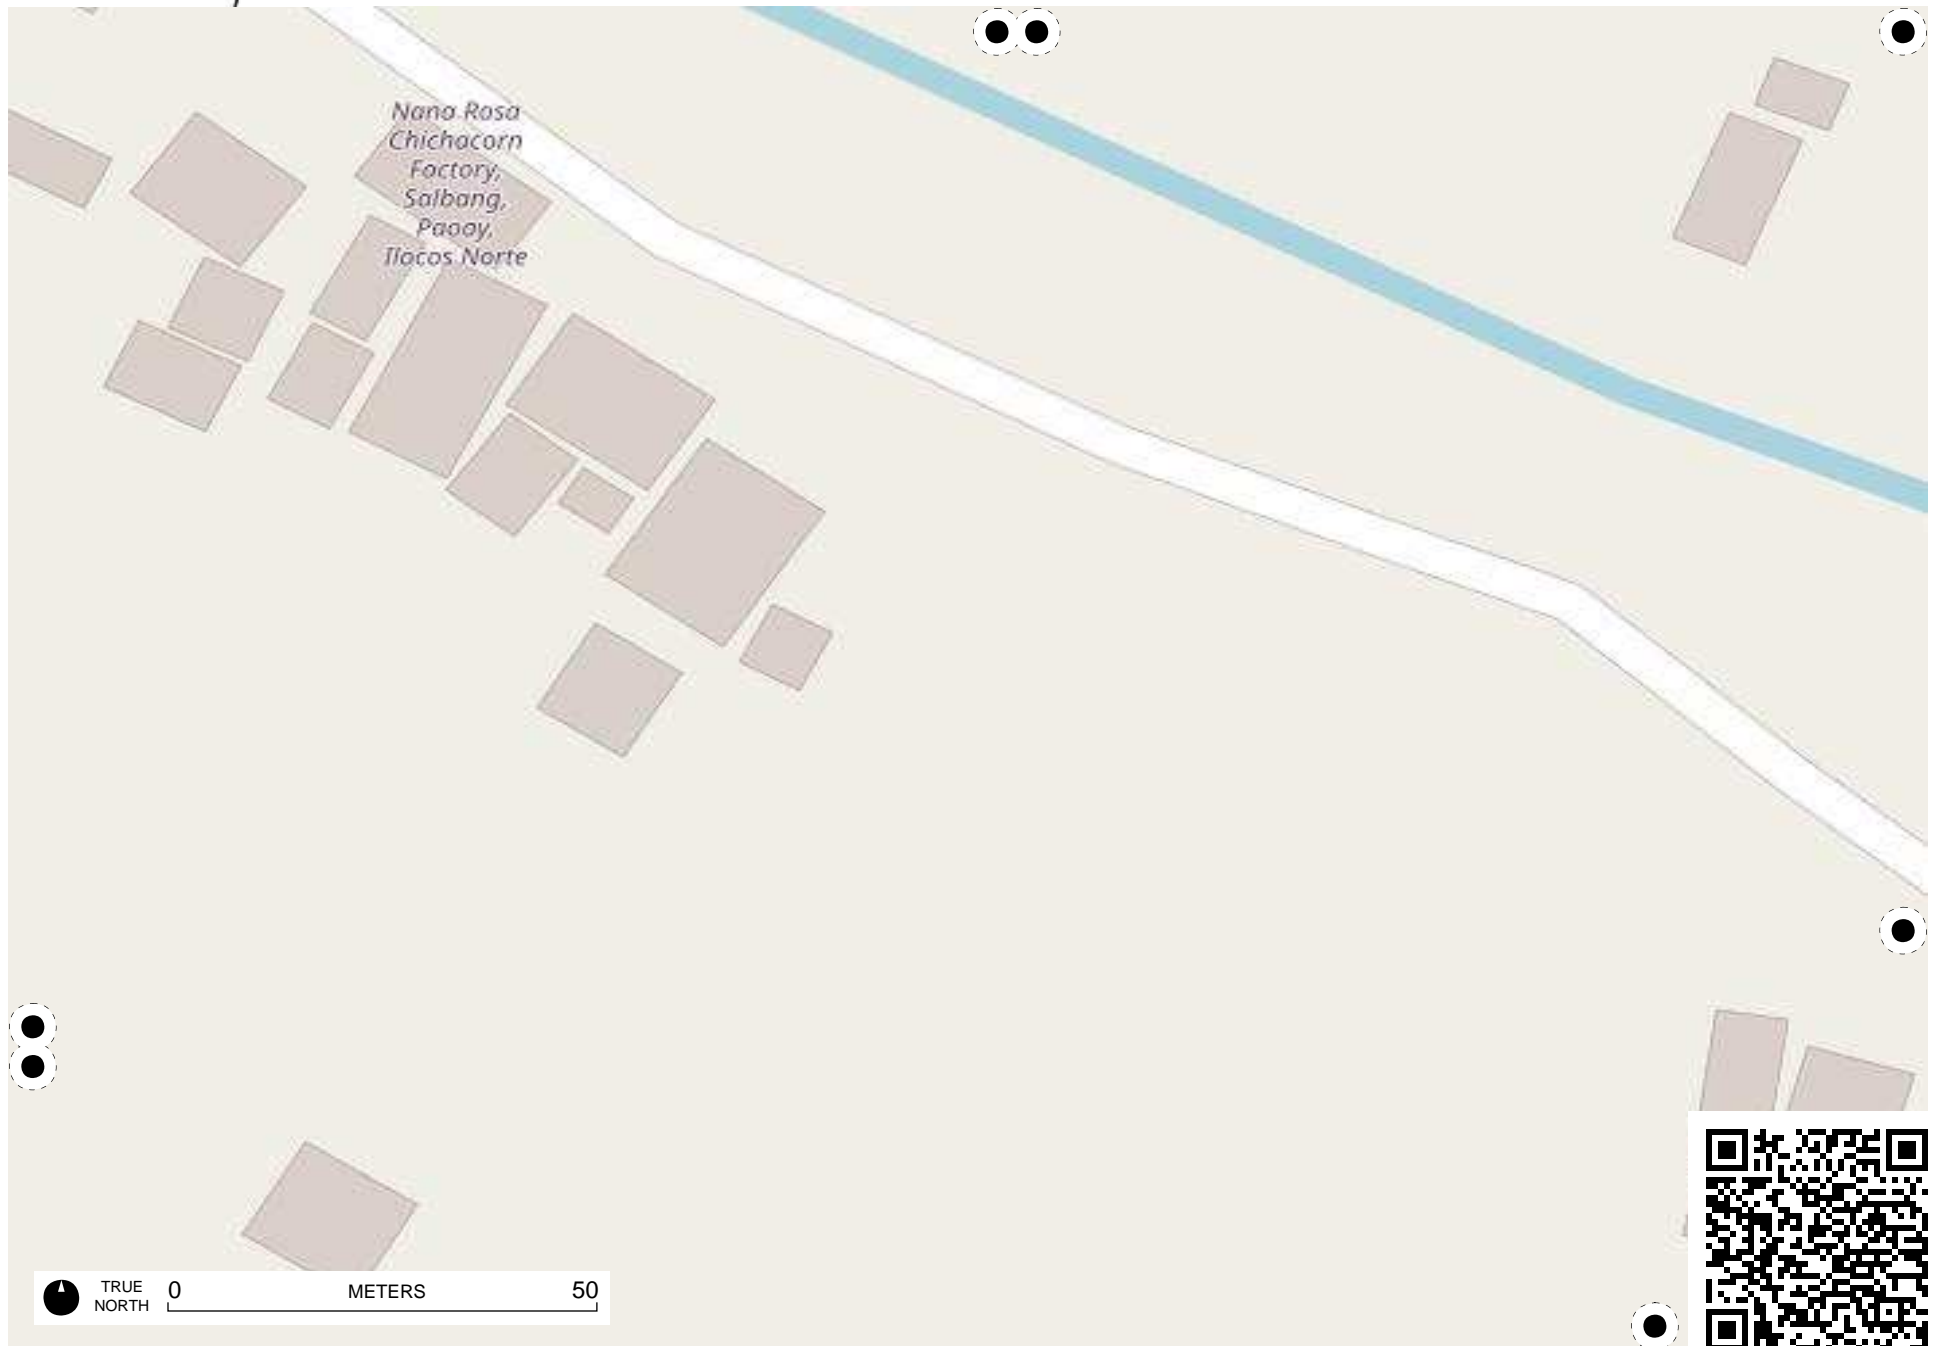 Nana Rosa
Chichacorn
Factory,
Salbang,
Paoay,
Ilocos Norte
TRUE
NORTH
0 METERS 50